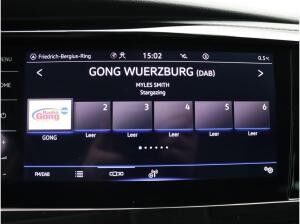 MENU
Friedrich-Bergius-Ring
15:02
0.5°C
GONG WUERZBURG (DAB)
MYLES SMITH
Stargazing
Radio Gong
2 3 4 5 6
GONG Leer Leer Leer Leer Leer
FM/DAB